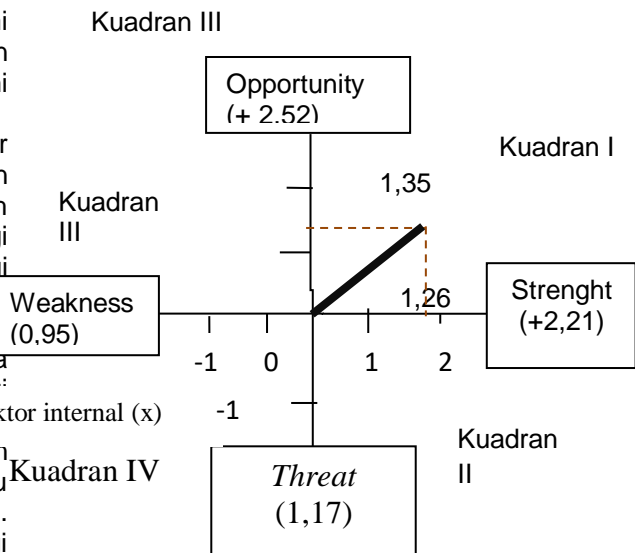 Kuadran III
Opportunity
(+ 2.52)
Kuadran I
1,35
Kuadran
III
Weakness
(0,95)
1,26
Strenght
(+2,21)
-1 0 1 2
ktor internal (x)
-1
Kuadran IV
Kuadran
II
Threat
(1,17)